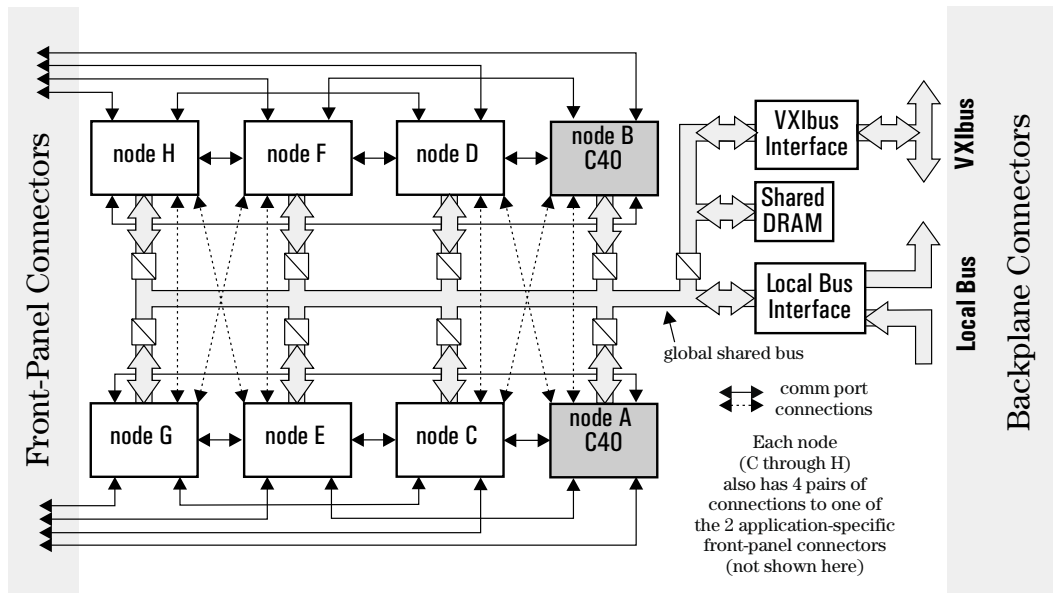 Front-Panel Connectors
node H
node F
node D
node B
C40
VXIbus
Interface
Shared
DRAM
Local Bus
Interface
VXIbus
Local Bus
Backplane Connectors
global shared bus
node G
node E
node C
node A
C40
comm port
connections
Each node
(C through H)
also has 4 pairs of
connections to one of
the 2 application-specific
front-panel connectors
(not shown here)